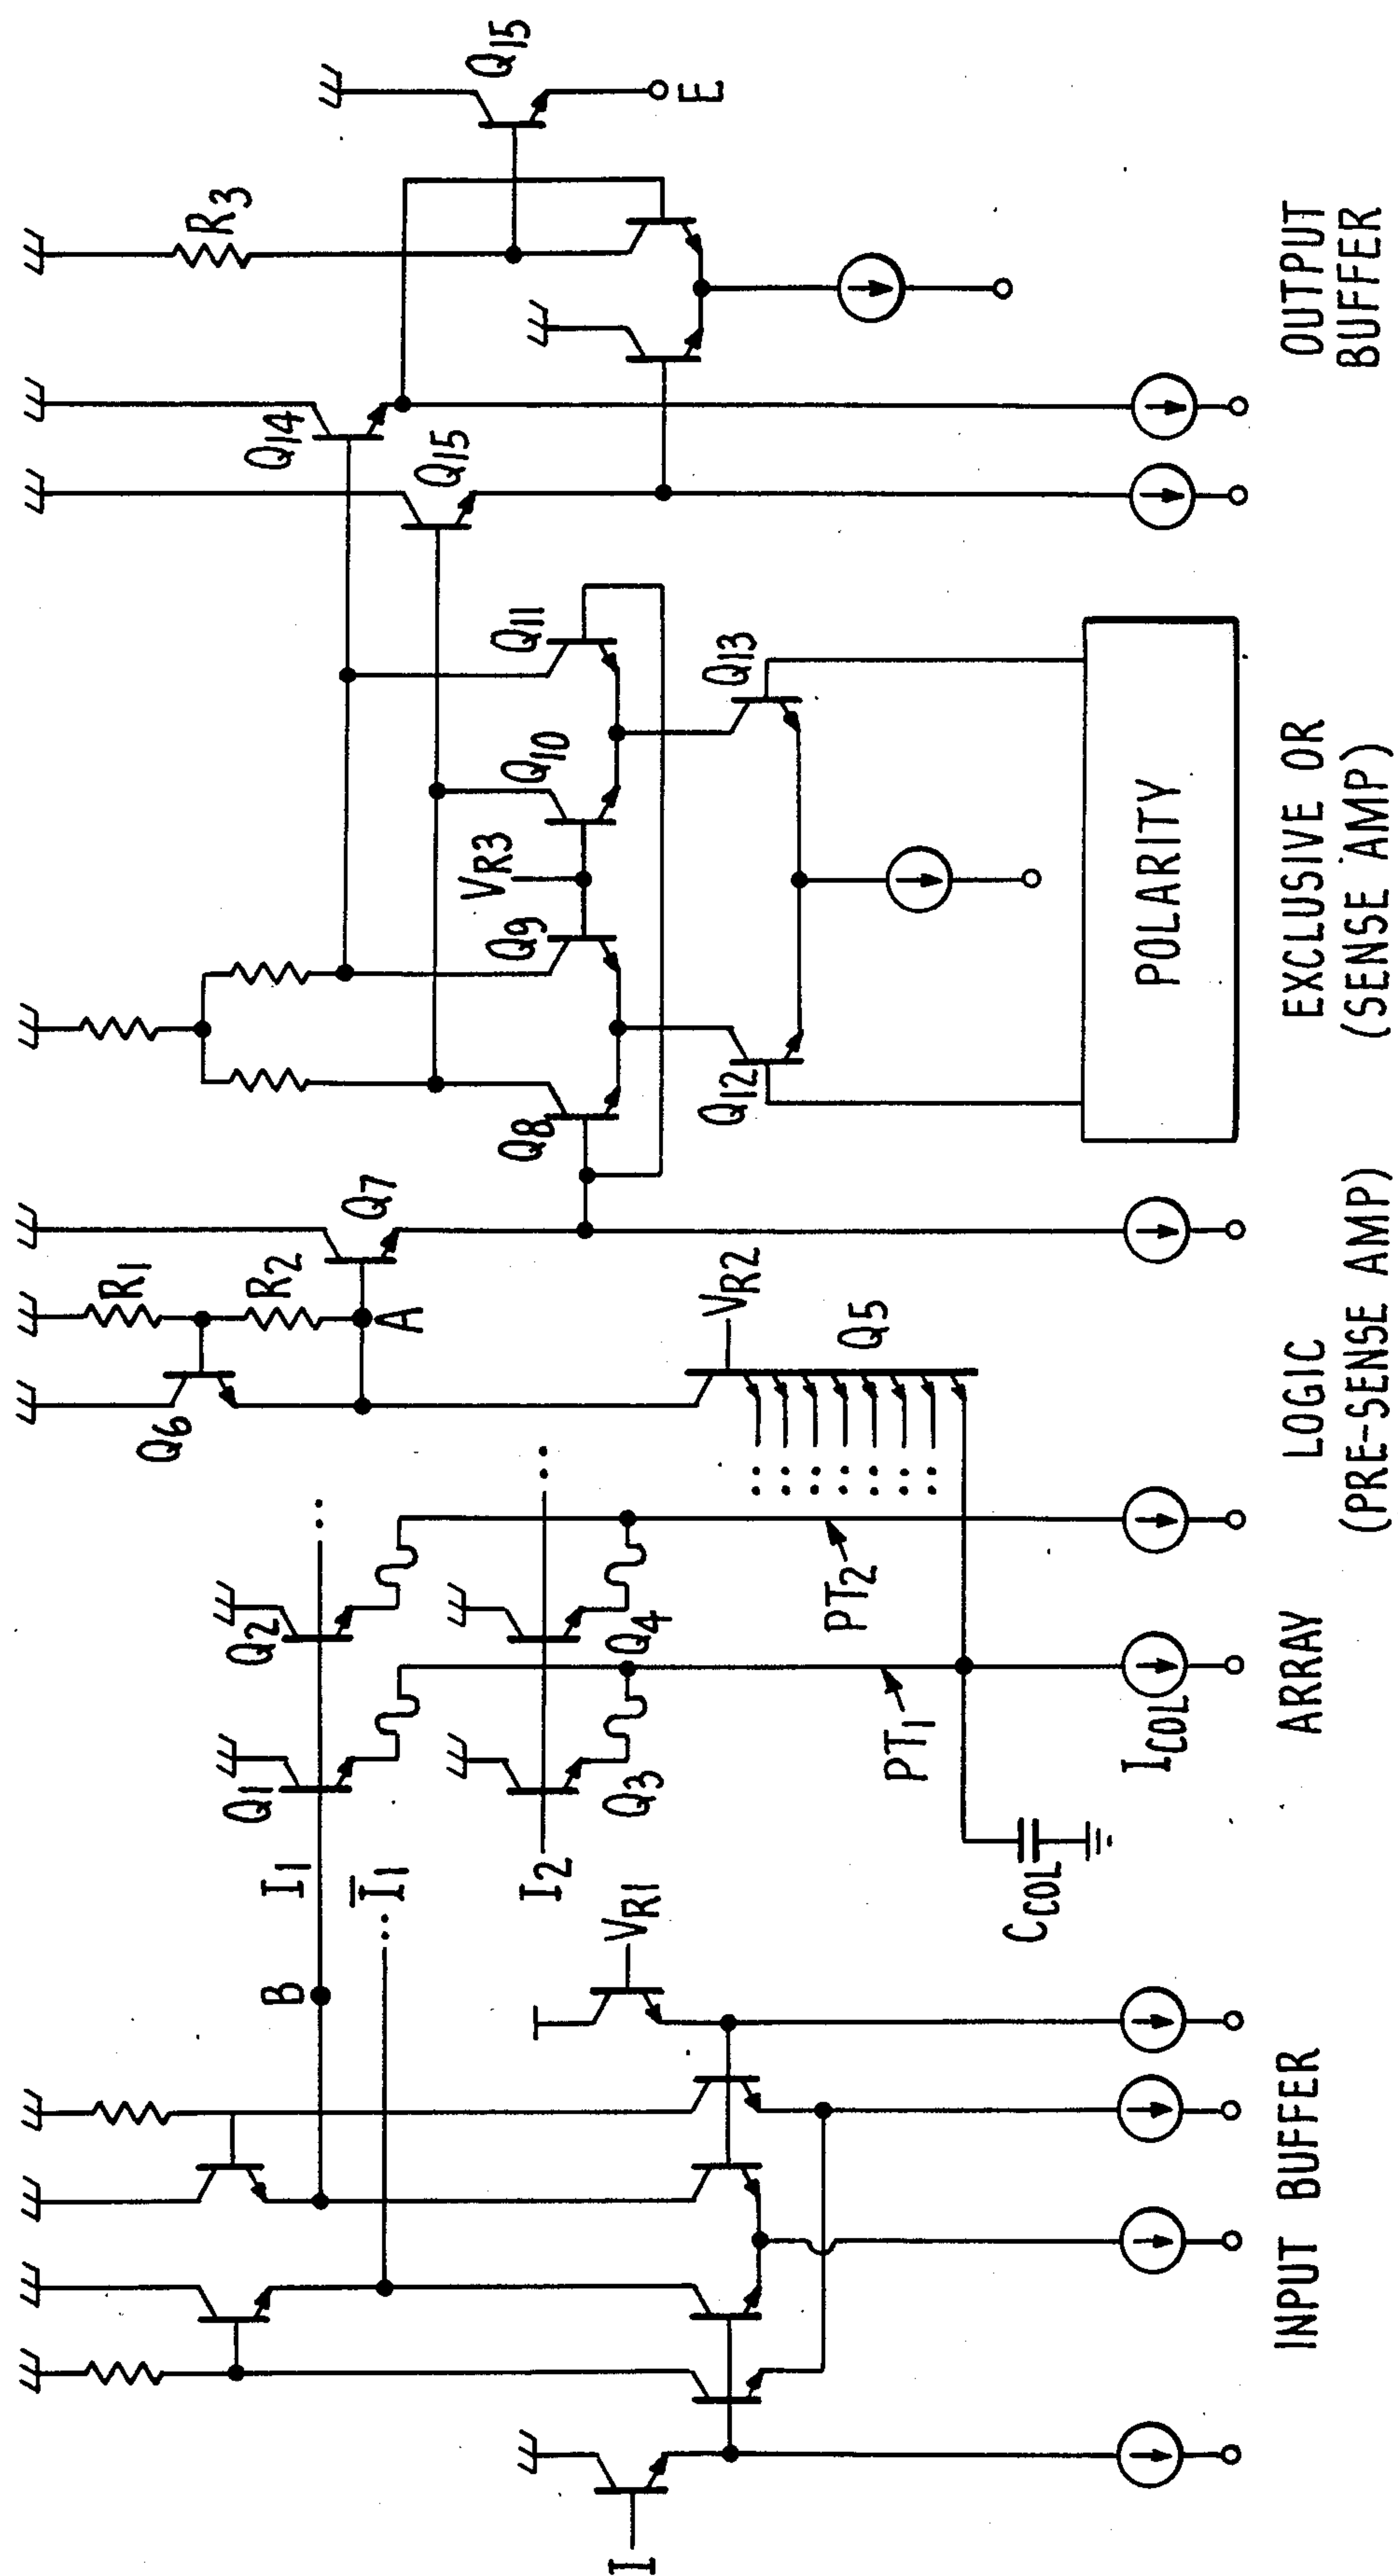 I
B
I1
I̅1
I2
VR1
CCOL
ICOL
PT1
PT2
Q1
Q2
Q3
Q4
Q5
VR2
Q6
R1
R2
A
Q7
Q8
Q9
VR3
Q10
Q11
Q12
Q13
POLARITY
Q14
Q15
R3
Q15
E
INPUT BUFFER
ARRAY
LOGIC
(PRE-SENSE AMP)
EXCLUSIVE OR
(SENSE AMP)
OUTPUT
BUFFER